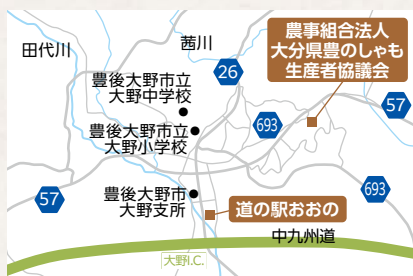 農事組合法人
大分県豊のしゃも
生産者協議会
茜川
田代川
26
豊後大野市立
大野中学校
57
693
豊後大野市立
大野小学校
57
豊後大野市
大野支所
693
道の駅おおの
中九州道
大野I.C.